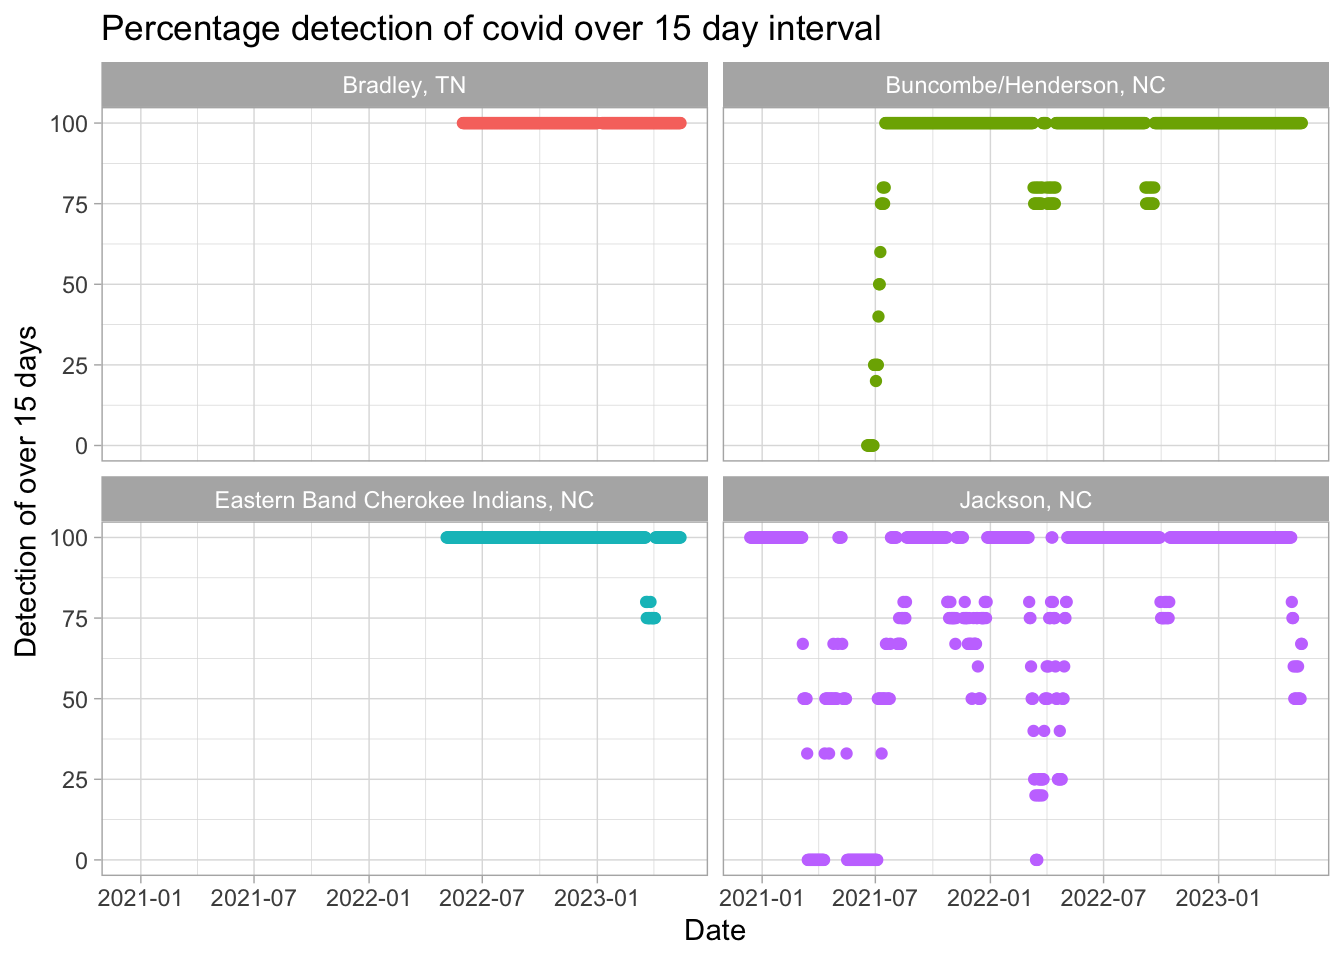 Percentage detection of covid over 15 day interval
Bradley, TN
Buncombe/Henderson, NC
100
75
50
25
0
Eastern Band Cherokee Indians, NC
Jackson, NC
100
75
50
25
0
Detection of over 15 days
2021-01 2021-07 2022-01 2022-07 2023-01
2021-01 2021-07 2022-01 2022-07 2023-01
Date